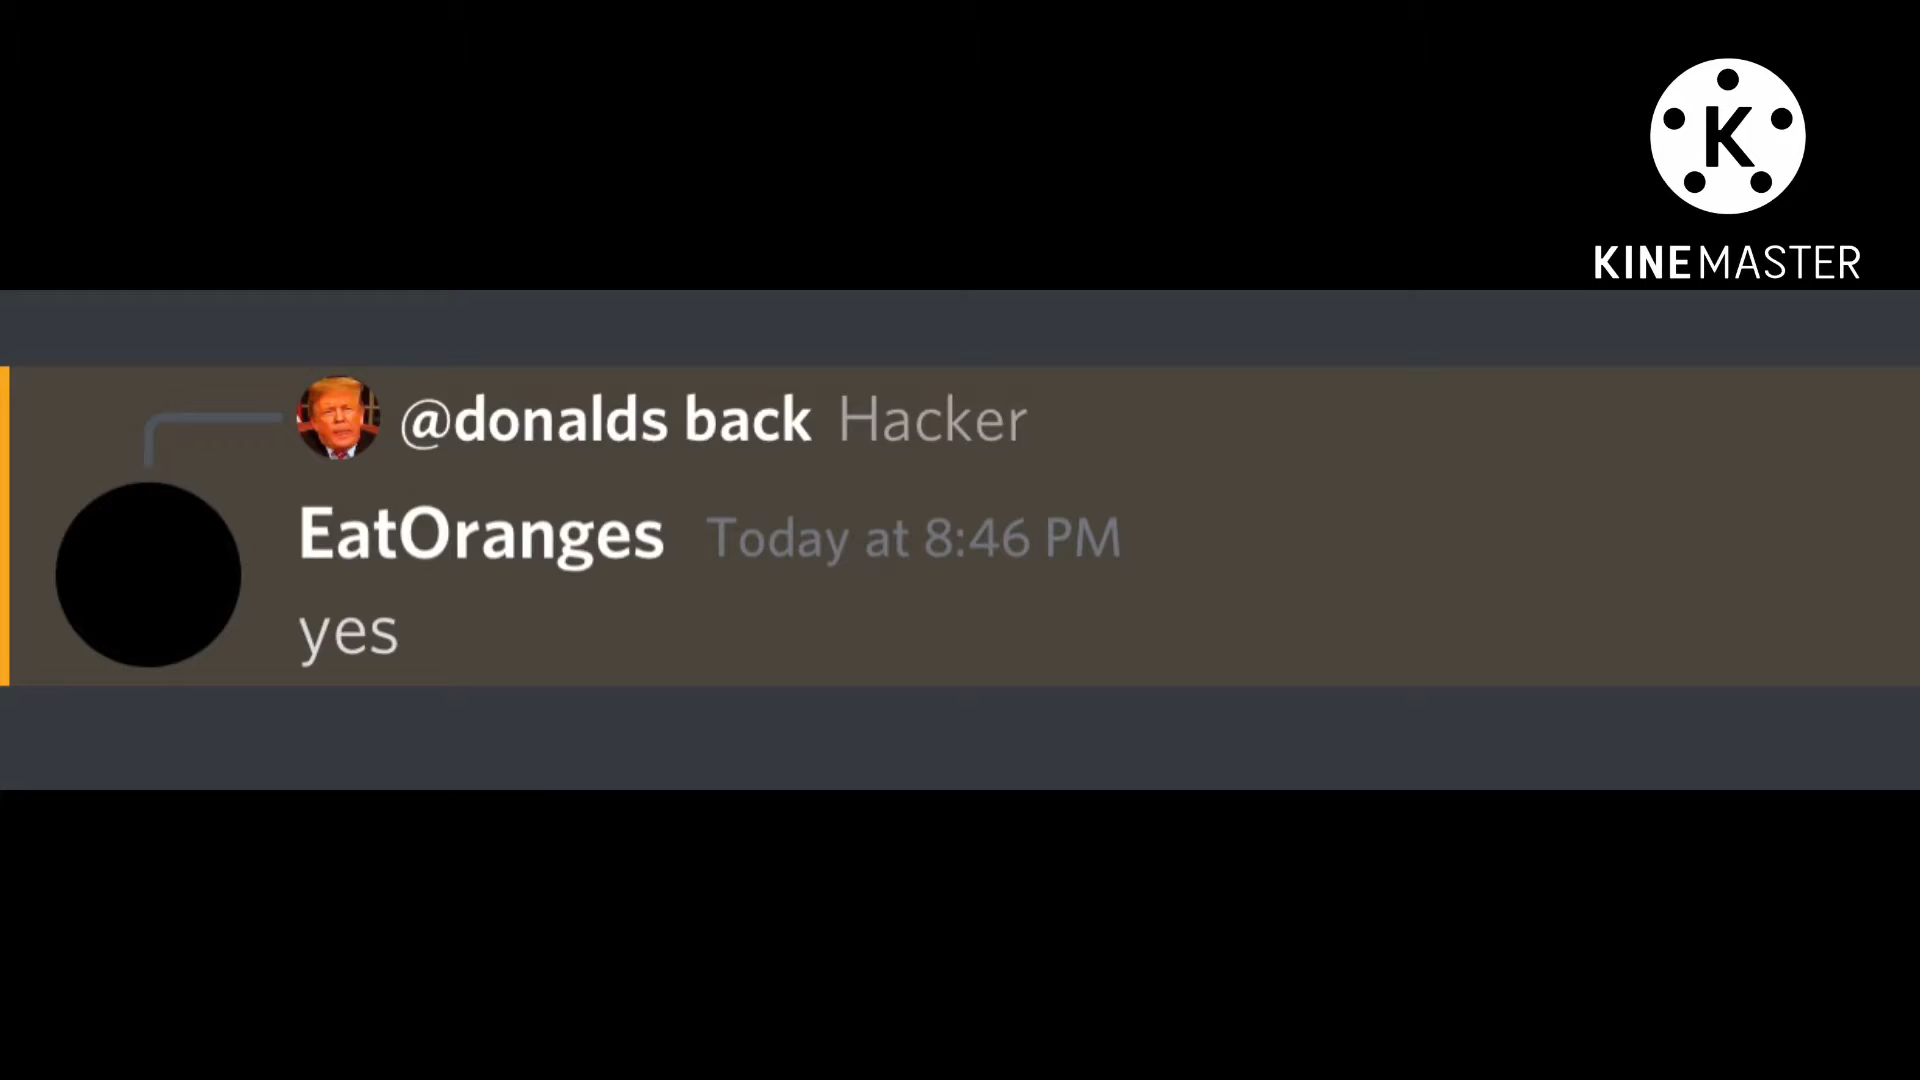 K
KINEMASTER
@donalds back Hacker
EatOranges Today at 8:46 PM
yes